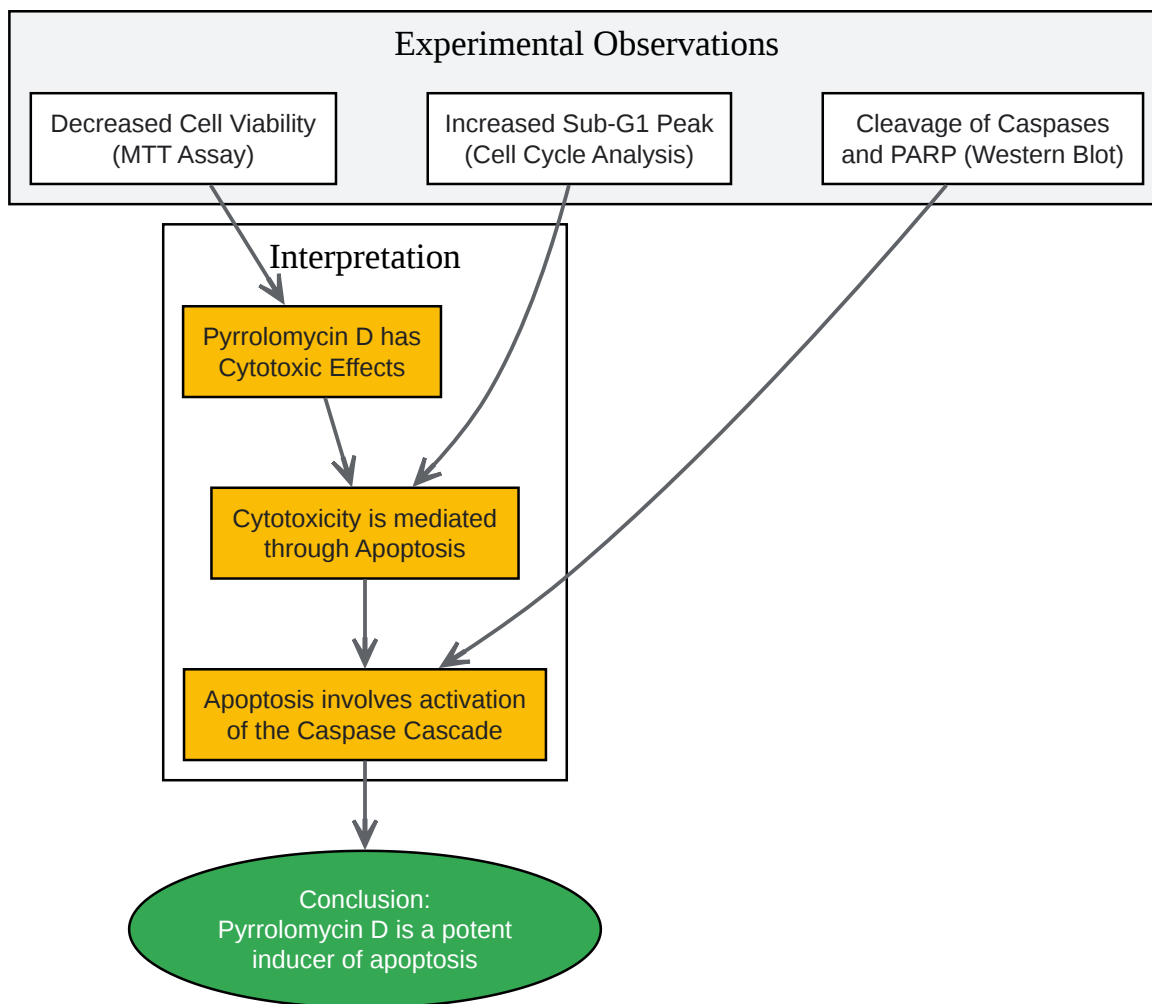 Experimental Observations
Decreased Cell Viability
(MTT Assay)
Increased Sub-G1 Peak
(Cell Cycle Analysis)
Cleavage of Caspases
and PARP (Western Blot)
Interpretation
Pyrrolomycin D has
Cytotoxic Effects
Cytotoxicity is mediated
through Apoptosis
Apoptosis involves activation
of the Caspase Cascade
Conclusion:
Pyrrolomycin D is a potent
inducer of apoptosis